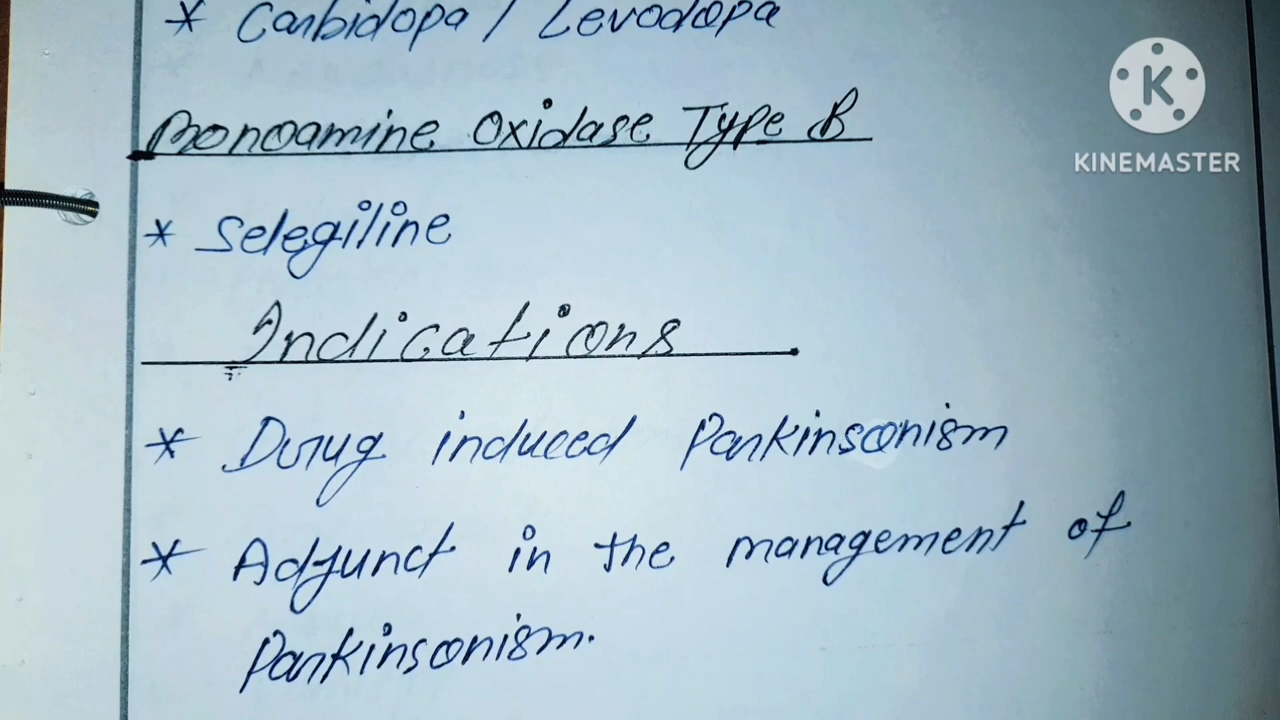 * Carbidopa / Levodopa
Monoamine Oxidase Type B
* Selegiline
Indications
* Drug induced Parkinsonism
* Adjunct in the management of
Parkinsonism.
K
KINEMASTER